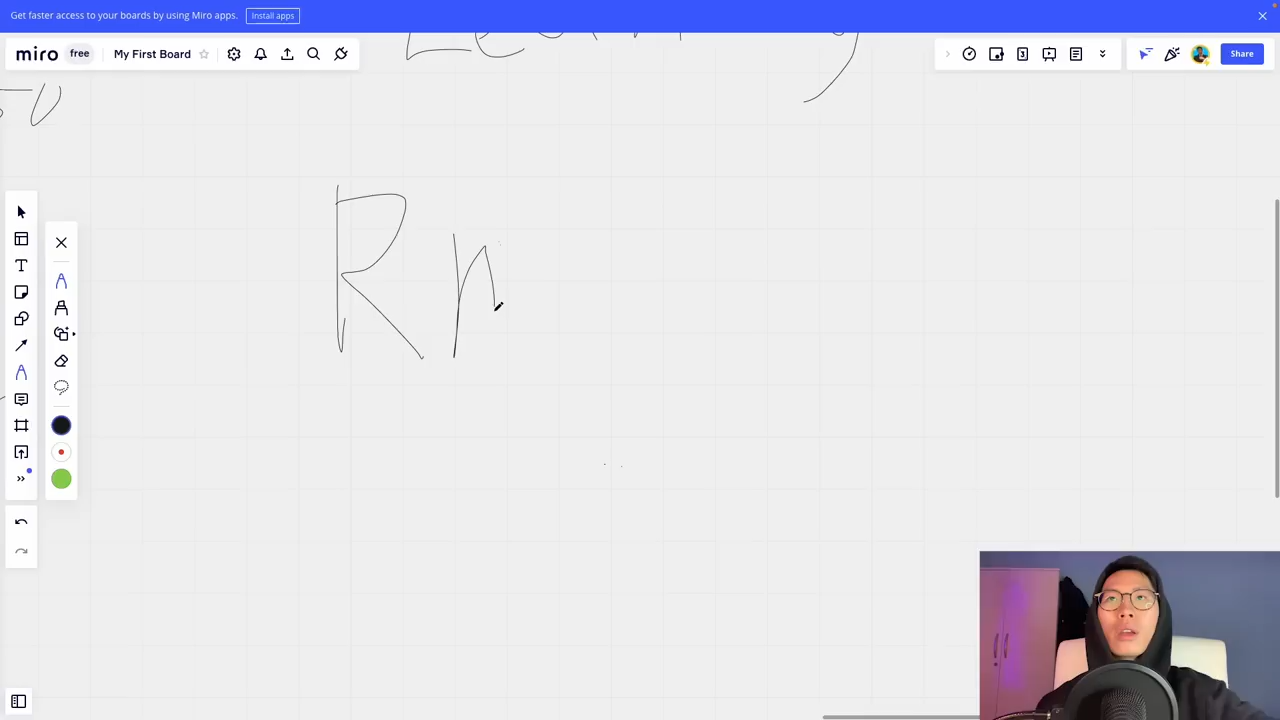 Get faster access to your boards by using Miro apps. Install apps
miro free My First Board
3
Share
Rn